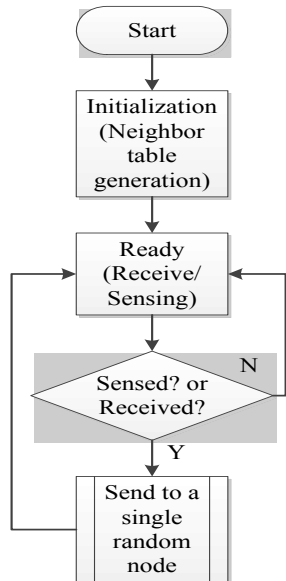 Start
Initialization
(Neighbor
table
generation)
Ready
(Receive/
Sensing)
N
Sensed? or
Received?
Y
Send to a
single
random
node